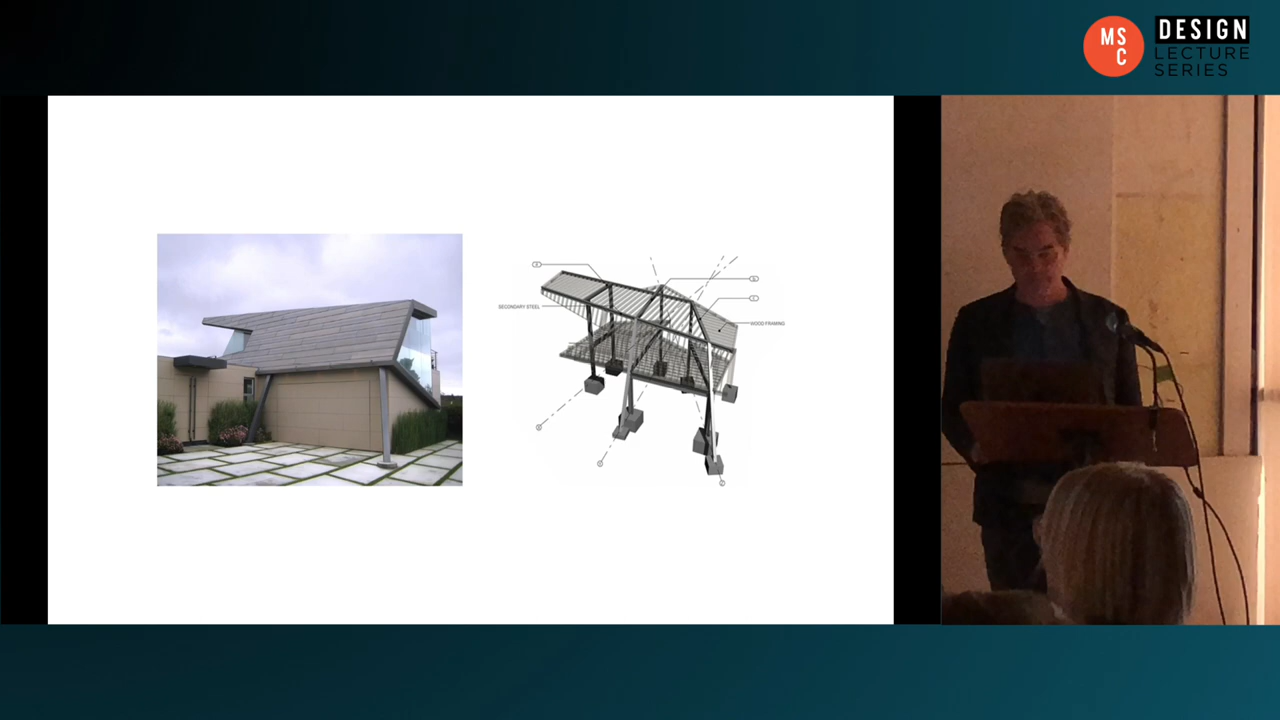 MS
C
DESIGN
LECTURE
SERIES
SECONDARY STEEL
WOOD FRAMING